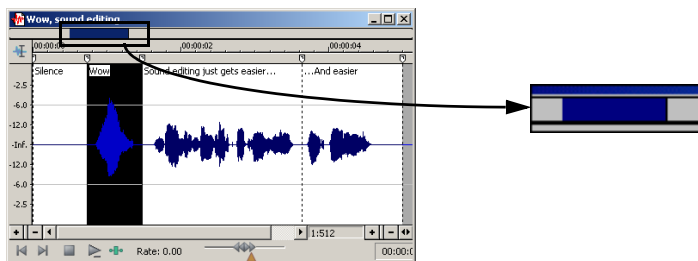 Wow, sound editing...
:00:00:00 ,00:00:02 ,00:00:04
Silence Wow Sound editing just gets easier... ...And easier
-2.5
-6.0
-12.0
-Inf.
-12.0
-6.0
-2.5
1:512
Rate: 0.00 00:00:0